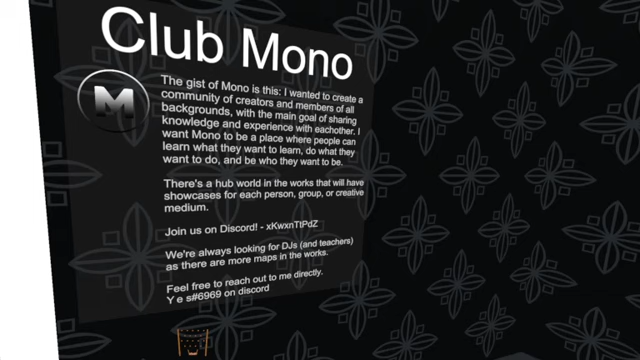 Club Mono
M
The gist of Mono is this: I wanted to create a
community of creators and members of all
backgrounds, with the main goal of sharing
knowledge and experience with eachother. I
want Mono to be a place where people can
learn what they want to learn, do what they
want to do, and be who they want to be.
There's a hub world in the works that will have
showcases for each person, group, or creative
medium.
Join us on Discord! - xKwxnTtPdZ
We're always looking for DJs (and teachers)
as there are more maps in the works.
Feel free to reach out to me directly.
Y e s#6969 on discord